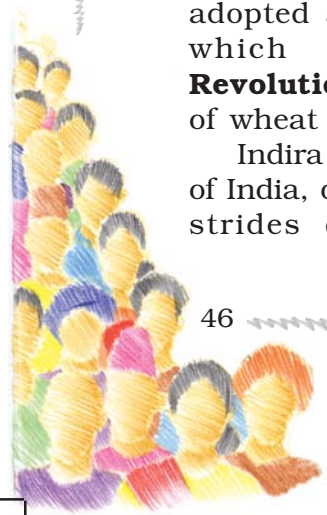 adopted
which
Revolutio
of wheat
Indira
of India,
strides
46